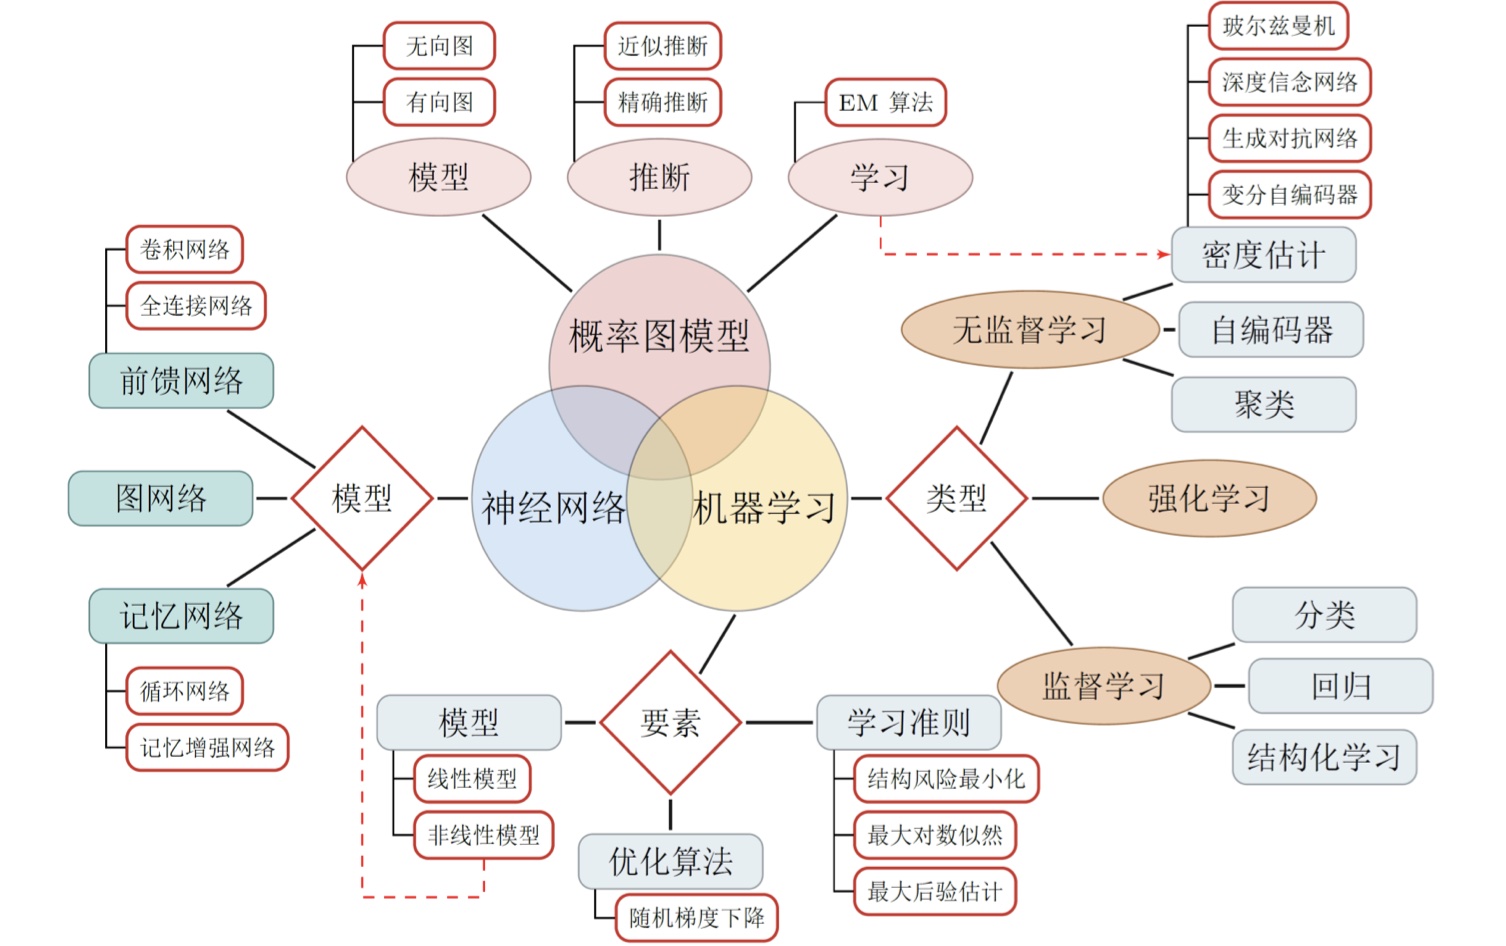 无向图
近似推断
玻尔兹曼机
有向图
精确推断
EM 算法
深度信念网络
生成对抗网络
模型
推断
学习
变分自编码器
卷积网络
密度估计
全连接网络
概率图模型
无监督学习
自编码器
前馈网络
聚类
图网络
模型
神经网络
机器学习
类型
强化学习
记忆网络
分类
循环网络
监督学习
回归
记忆增强网络
模型
要素
学习准则
结构化学习
线性模型
结构风险最小化
非线性模型
最大对数似然
优化算法
最大后验估计
随机梯度下降